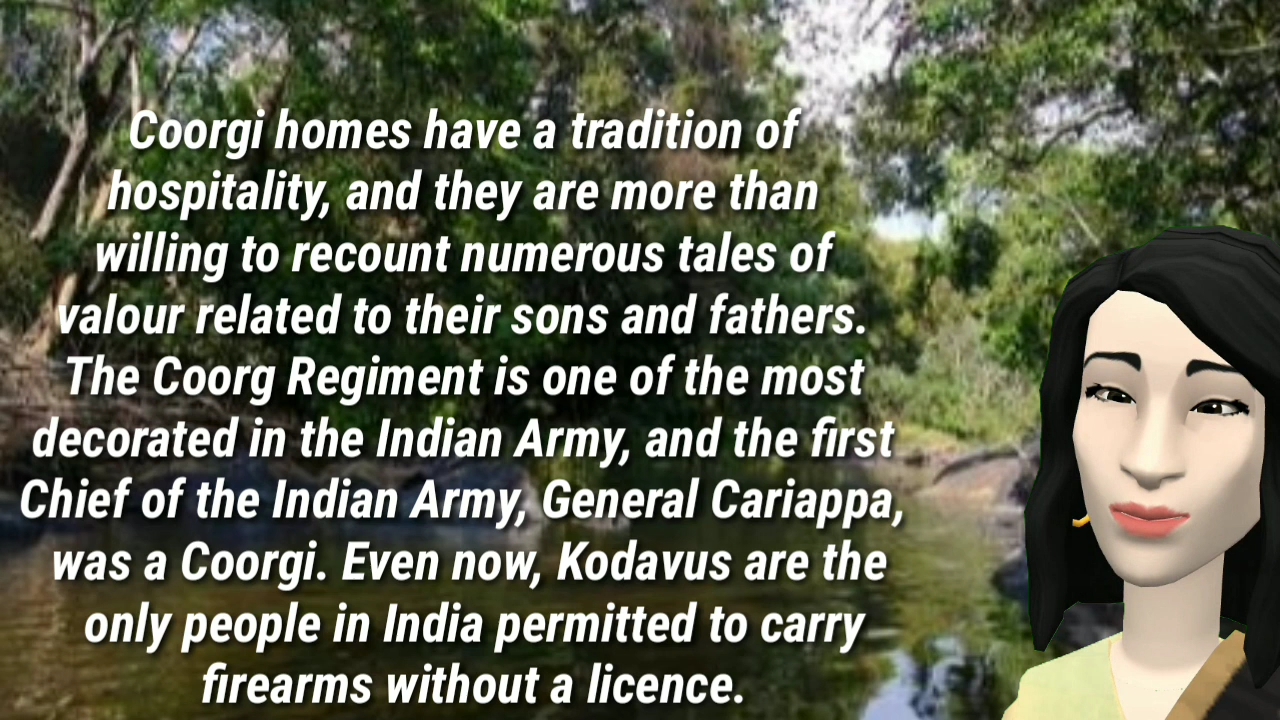 Coorgi homes have a tradition of
hospitality, and they are more than
willing to recount numerous tales of
valour related to their sons and fathers.
The Coorg Regiment is one of the most
decorated in the Indian Army, and the first
Chief of the Indian Army, General Cariappa,
was a Coorgi. Even now, Kodavus are the
only people in India permitted to carry
firearms without a licence.